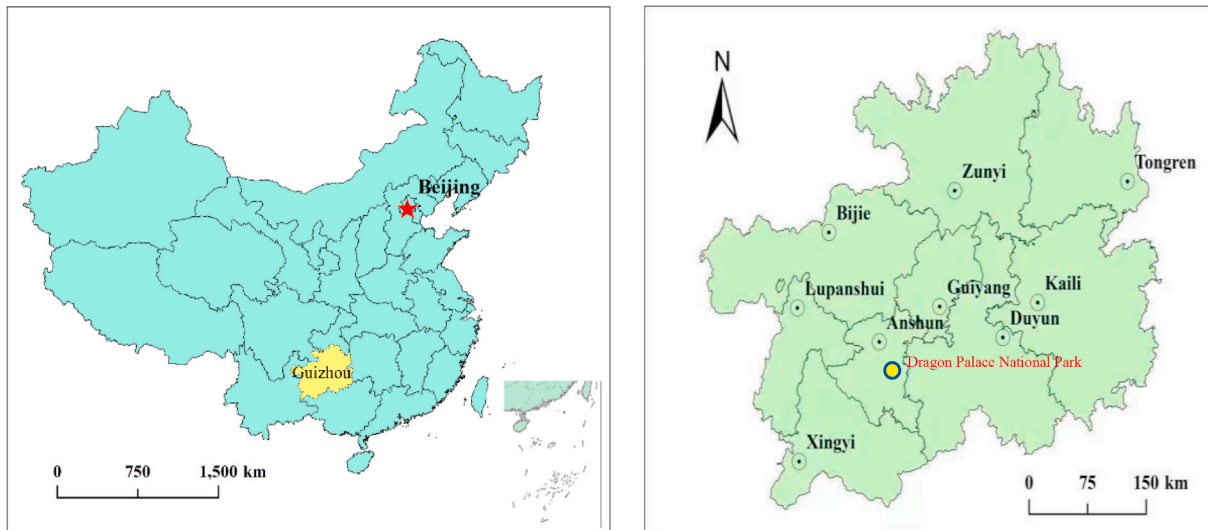 Beijing
Guizhou
0 750 1,500 km
N
Zunyi
Tongren
Bijie
Lupanshui
Guiyang
Kaili
Anshun
Duyun
Dragon Palace National Park
Xingyi
0 75 150 km